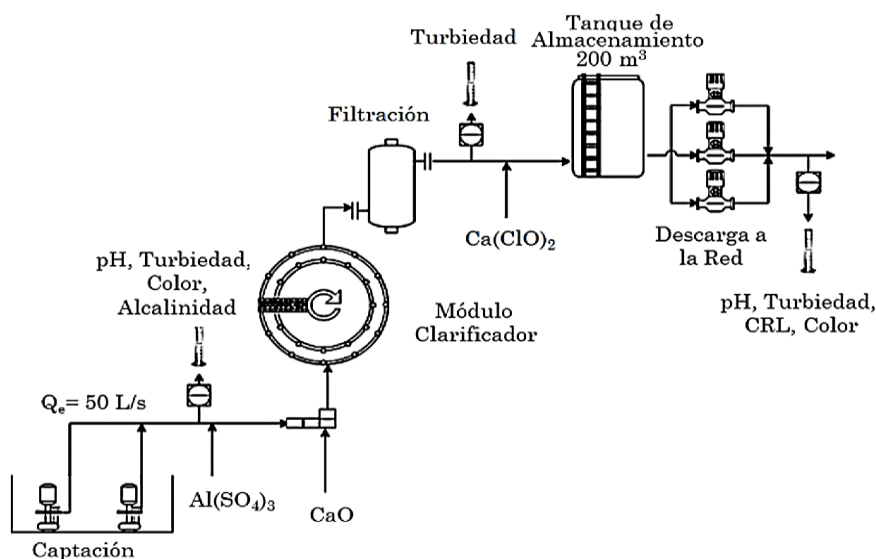 Tanque de
Almacenamiento
200 m³
Turbiedad
Filtración
Ca(ClO)₂
Descarga a
la Red
pH, Turbiedad,
CRL, Color
pH, Turbiedad,
Color,
Alcalinidad
Módulo
Clarificador
Qₑ= 50 L/s
Al(SO₄)₃
CaO
Captación